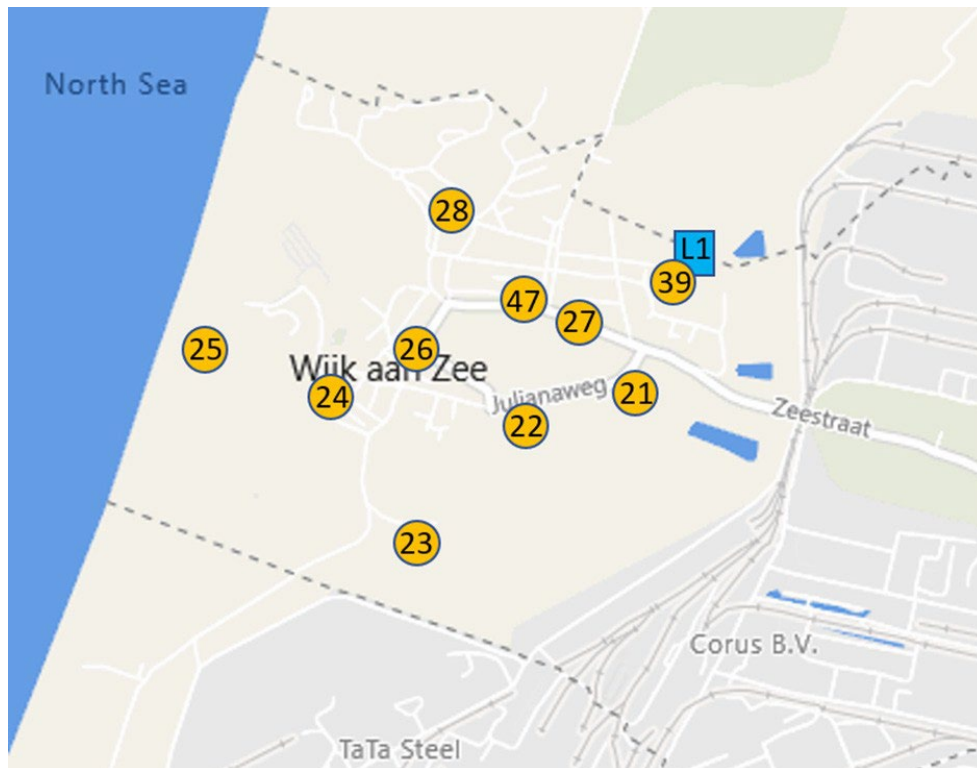 North Sea
28
L1
39
47
27
25
26
Wijk aan Zee
24
Julianaweg
21
22
Zeestraat
23
Corus B.V.
TaTa Steel